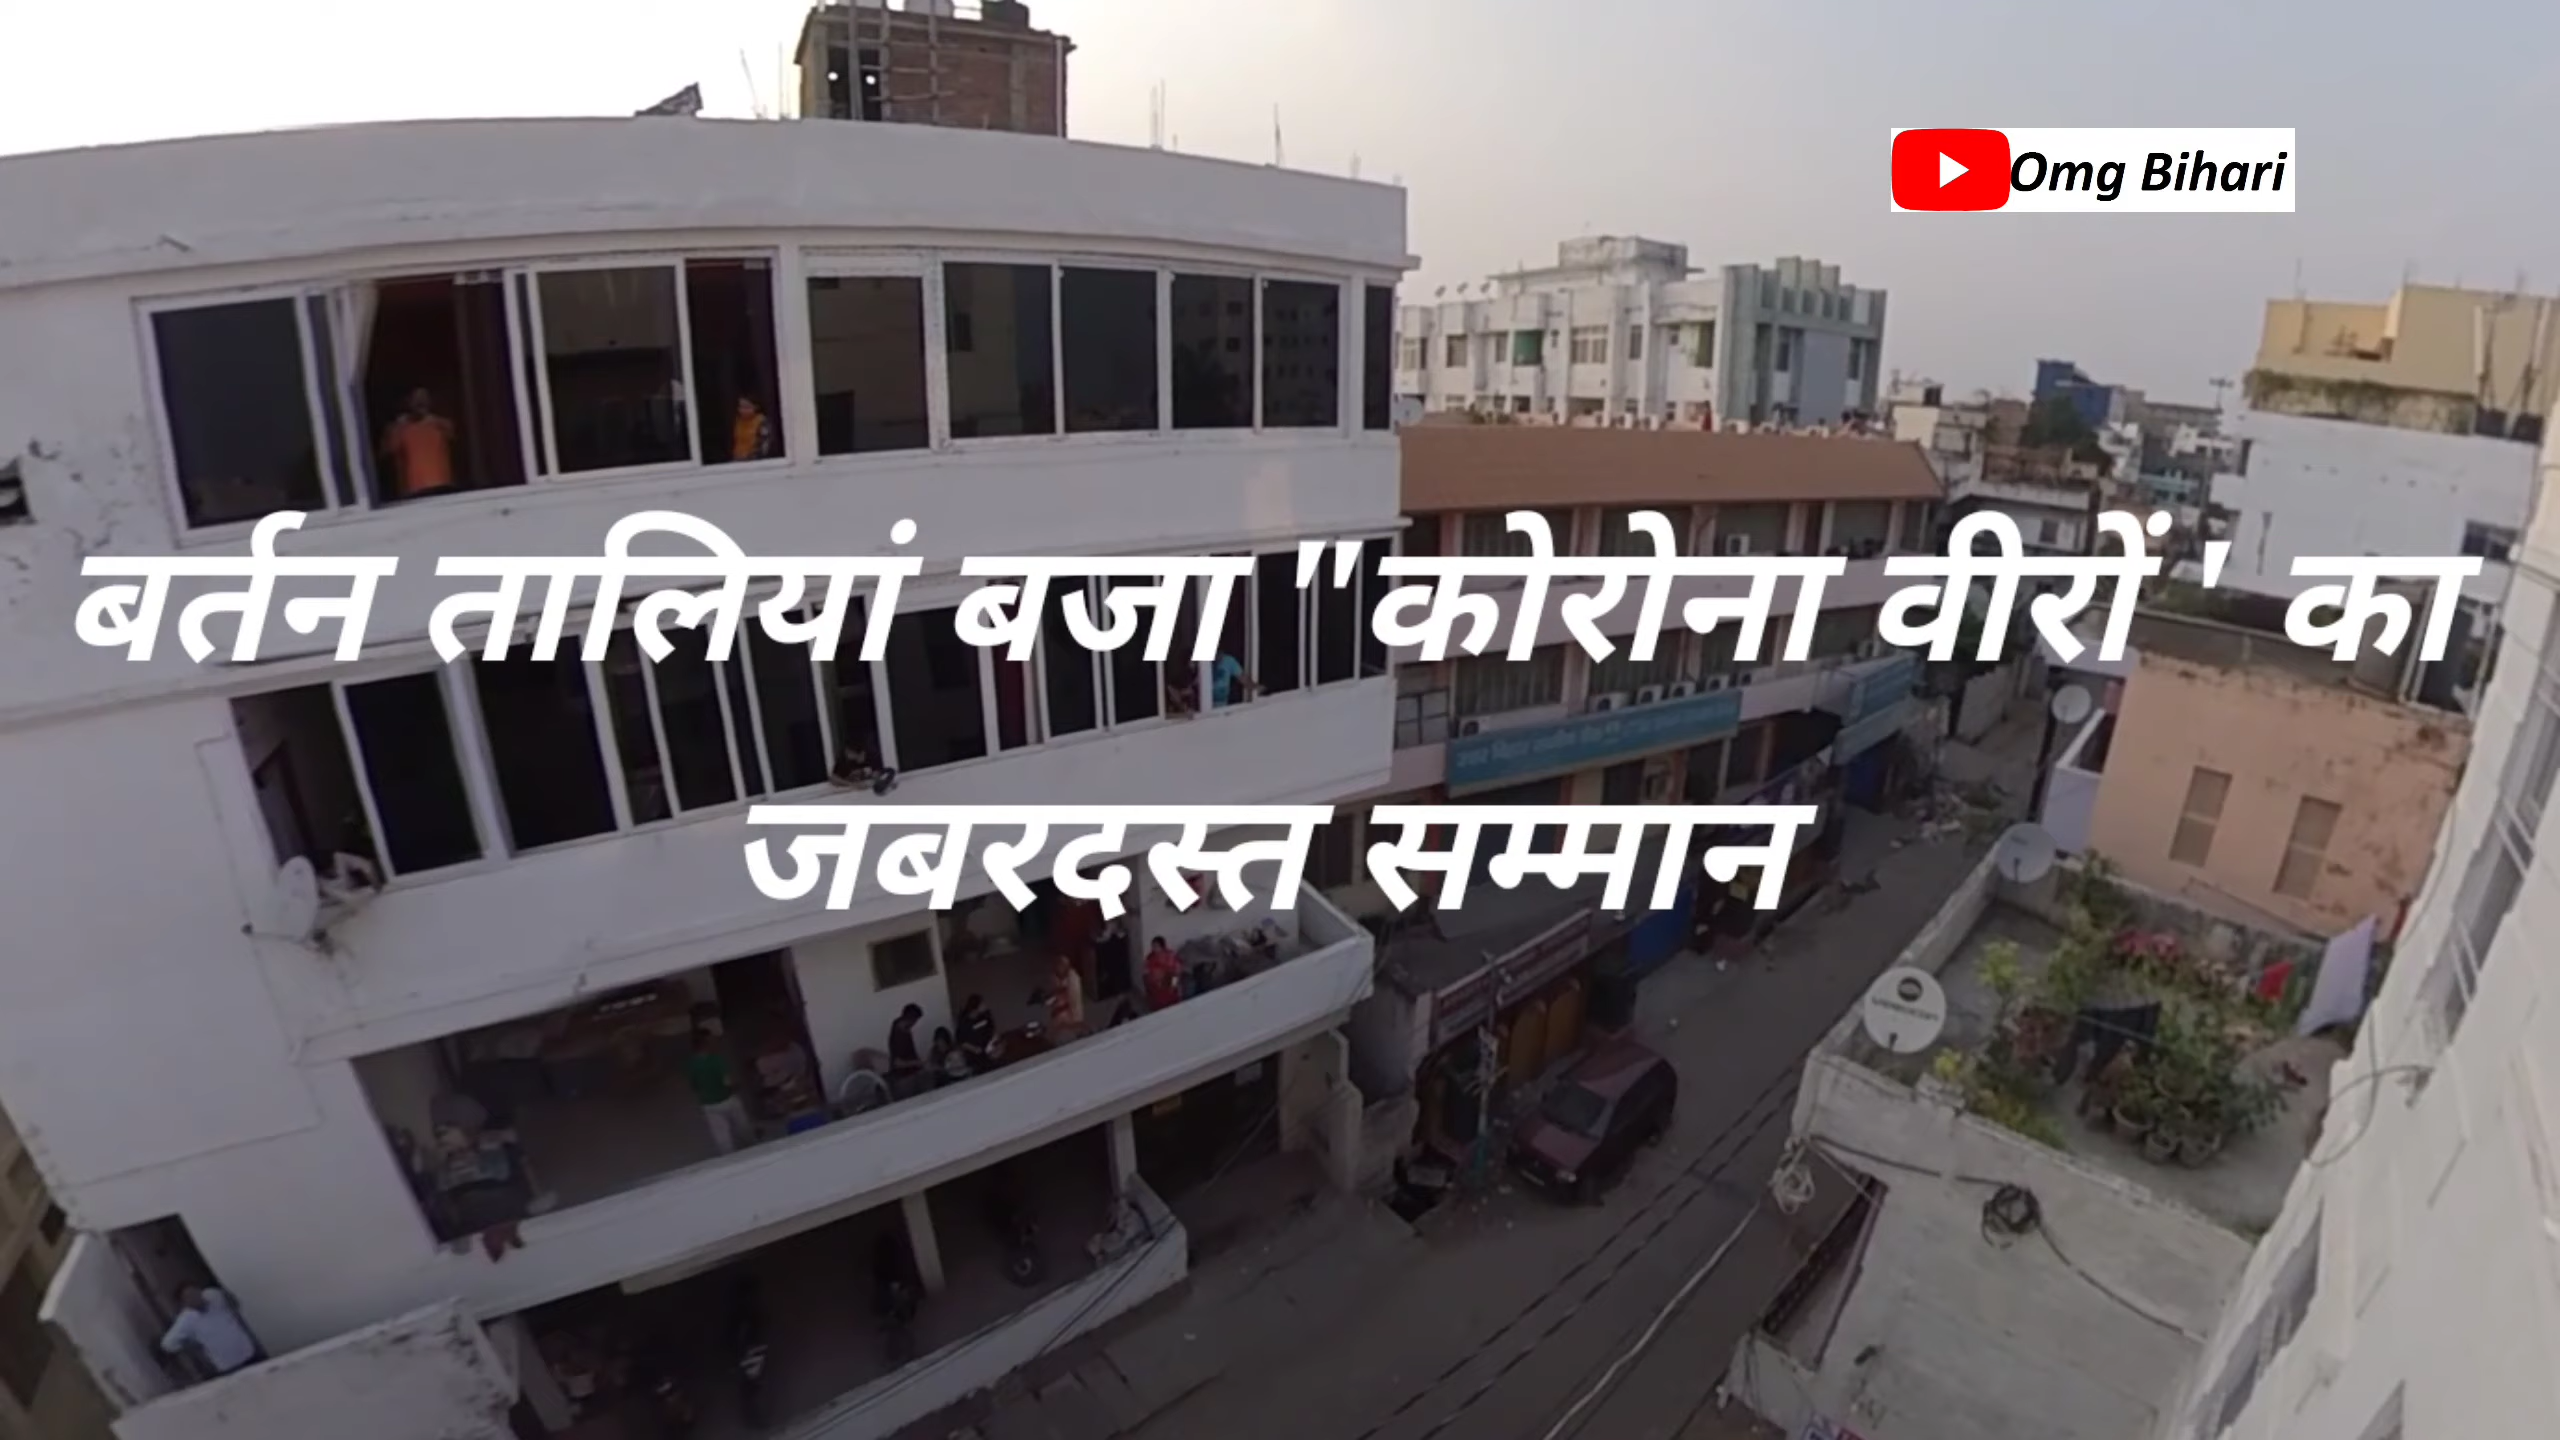 Omg Bihari
बर्तन तालियां बजा "कोरोना वीरों ' का
जबरदस्त सम्मान